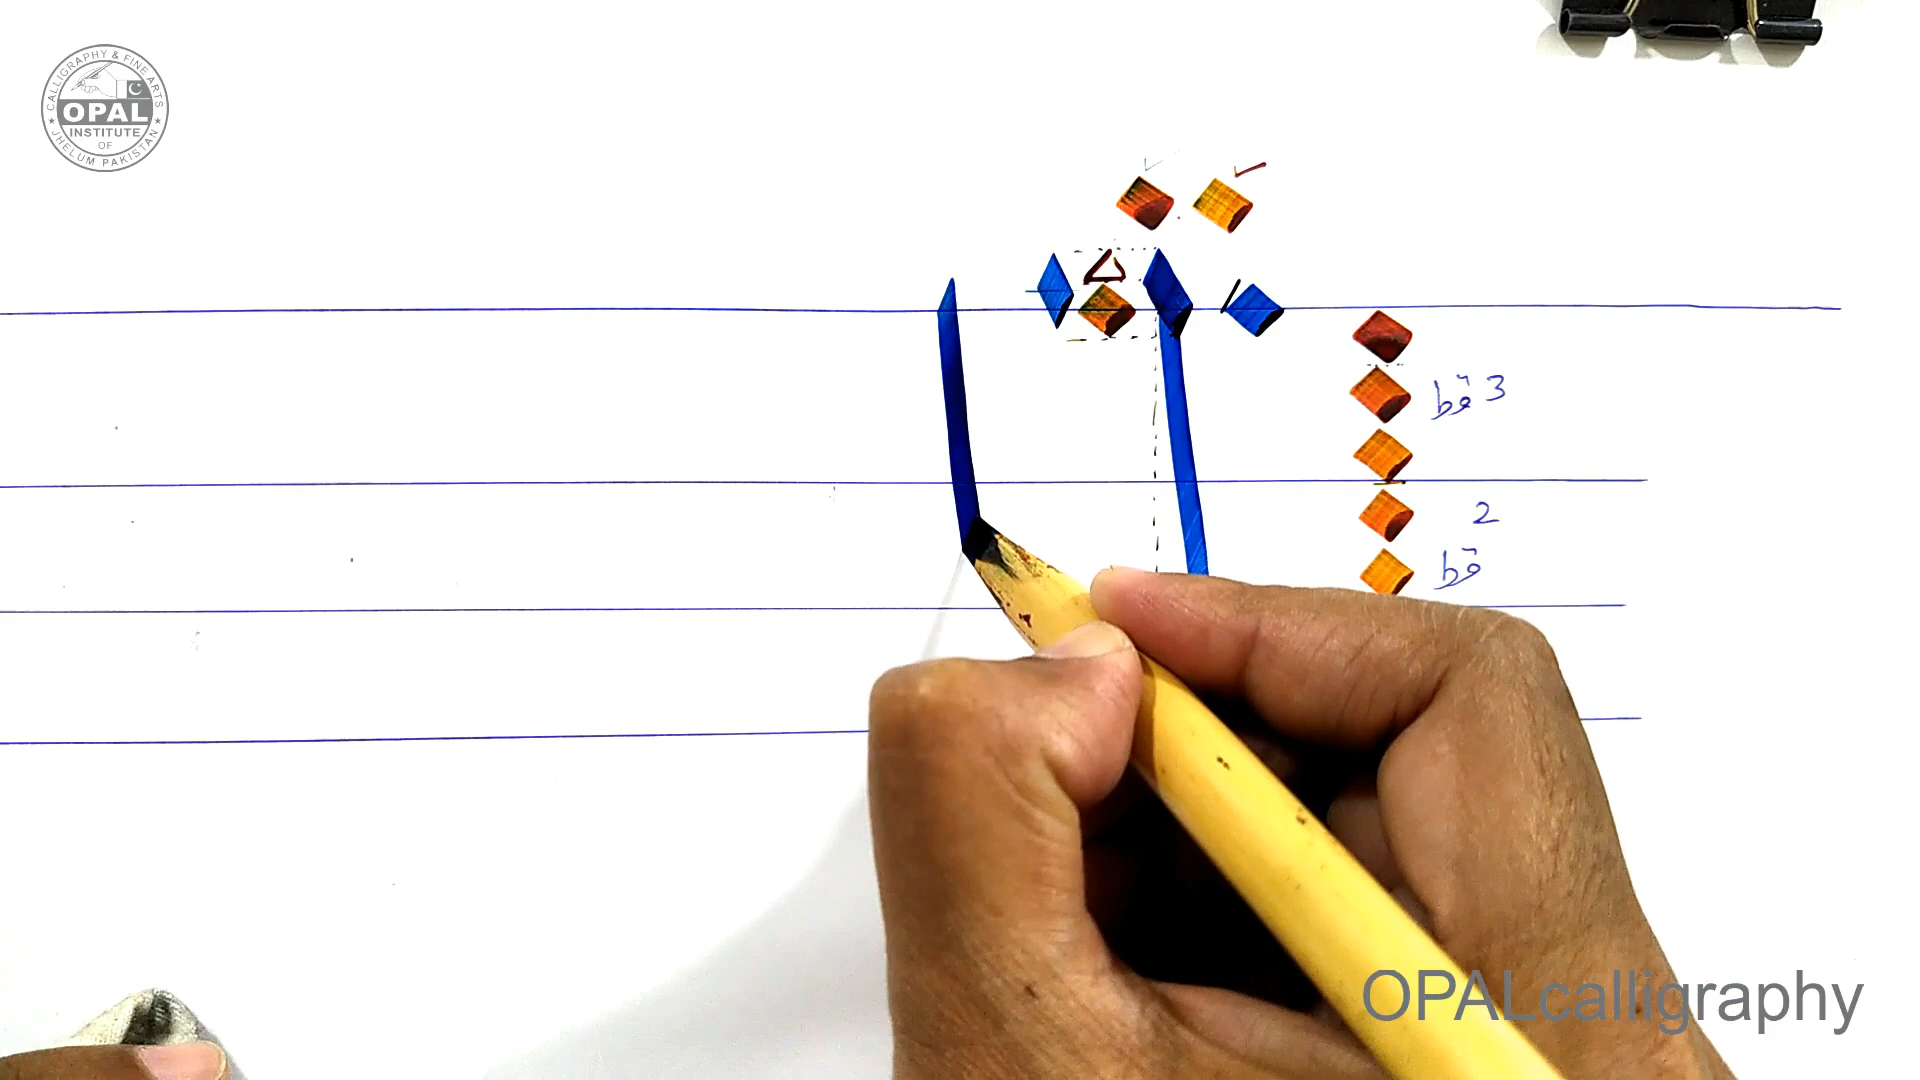 CALLIGRAPHY & FINE ARTS
OPAL
INSTITUTE
OF
JHELUM PAKISTAN
3 قط
2
قط
OPALcalligraphy